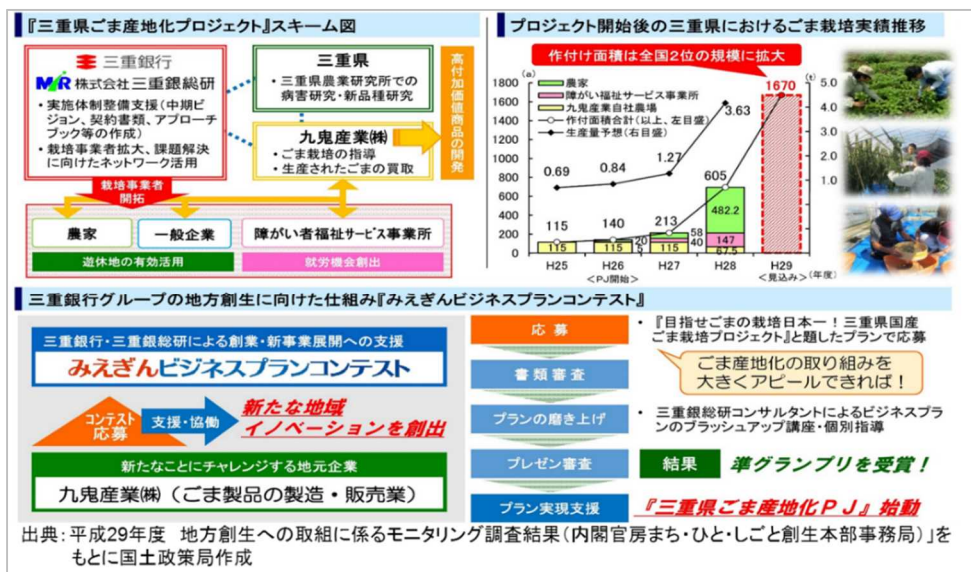 『三重県ごま産地化プロジェクト』スキーム図
三重銀行
MiR 株式会社三重銀総研
・実施体制整備支援（中期ビ
ジョン、契約書類、アプローチ
ブック等の作成）
・栽培事業者拡大、課題解決
に向けたネットワーク活用
三重県
・三重県農業研究所での
病害研究・新品種研究
九鬼産業㈱
・ごま栽培の指導
・生産されたごまの買取
高付加価値商品の開発
栽培事業者
開拓
農家
一般企業
障がい者福祉サービス事業所
遊休地の有効活用
就労機会創出
プロジェクト開始後の三重県におけるごま栽培実績推移
作付け面積は全国2位の規模に拡大
(a)
(t)
1800
1600
1400
1200
1000
800
600
400
200
0
農家
障がい福祉サービス事業所
九鬼産業自社農場
作付面積合計(以上、左目盛)
生産量予想(右目盛)
5.0
4.0
3.0
2.0
1.0
0.69
0.84
1.27
3.63
1670
115
140
213
605
115
115
20
5
115
58
40
482.2
147
67.5
H25
H26
H27
H28
H29
＜PJ開始＞
＜見込み＞
(年度)
三重銀行グループの地方創生に向けた仕組み『みえぎんビジネスプランコンテスト』
三重銀行・三重銀総研による創業・新事業展開への支援
みえぎんビジネスプランコンテスト
コンテスト
応募
支援・協働
新たな地域
イノベーションを創出
新たなことにチャレンジする地元企業
九鬼産業㈱（ごま製品の製造・販売業）
応募
書類審査
プランの磨き上げ
プレゼン審査
プラン実現支援
・『目指せごまの栽培日本一！三重県国産
ごま栽培プロジェクト』と題したプランで応募
ごま産地化の取り組みを
大きくアピールできれば！
・三重銀総研コンサルタントによるビジネスプラ
ンのブラッシュアップ講座・個別指導
結果
準グランプリを受賞！
『三重県ごま産地化ＰＪ』始動
出典：平成29年度 地方創生への取組に係るモニタリング調査結果（内閣官房まち・ひと・しごと創生本部事務局）」を
もとに国土政策局作成